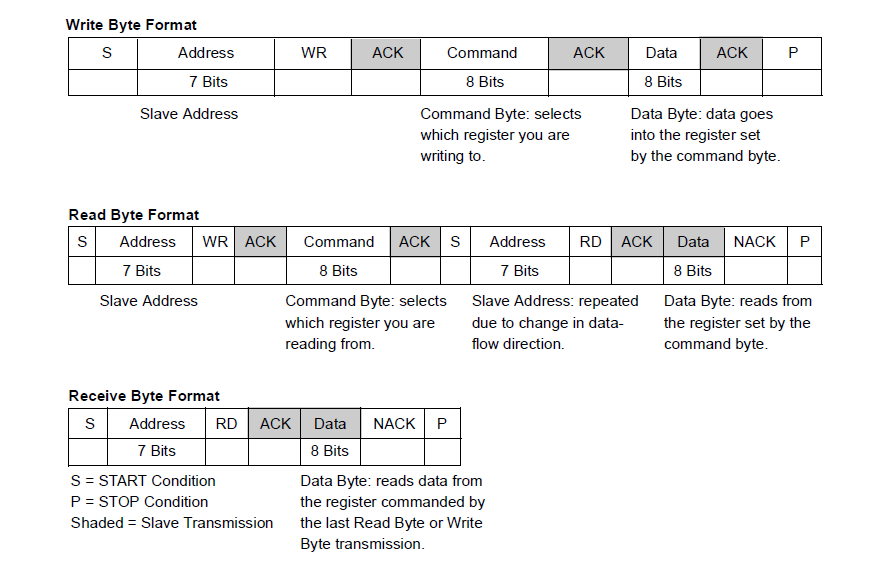 Write Byte Format
S Address WR ACK Command ACK Data ACK P
7 Bits 8 Bits 8 Bits
Slave Address
Command Byte: selects
which register you are
writing to.
Data Byte: data goes
into the register set
by the command byte.
Read Byte Format
S Address WR ACK Command ACK S Address RD ACK Data NACK P
7 Bits 8 Bits 7 Bits 8 Bits
Slave Address
Command Byte: selects
which register you are
reading from.
Slave Address: repeated
due to change in data-
flow direction.
Data Byte: reads from
the register set by the
command byte.
Receive Byte Format
S Address RD ACK Data NACK P
7 Bits 8 Bits
S = START Condition
P = STOP Condition
Shaded = Slave Transmission
Data Byte: reads data from
the register commanded by
the last Read Byte or Write
Byte transmission.